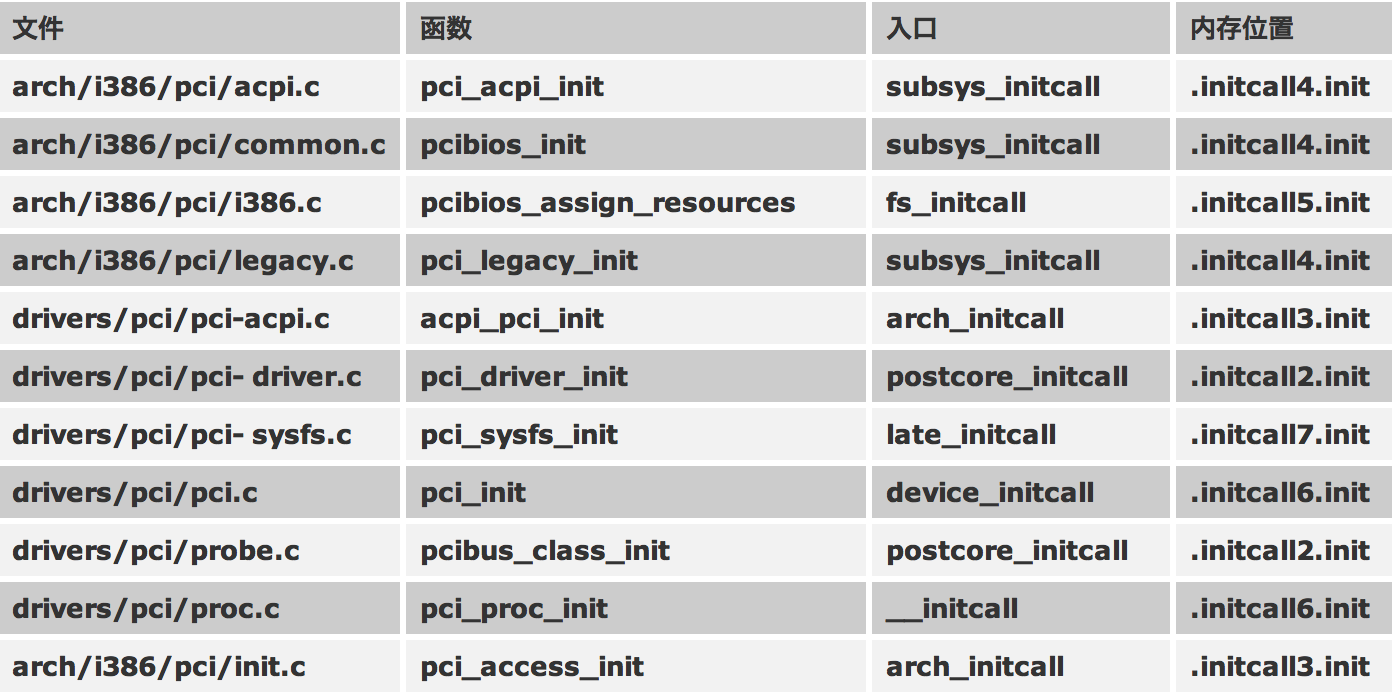 文件 函数 入口 内存位置
arch/i386/pci/acpi.c pci_acpi_init subsys_initcall .initcall4.init
arch/i386/pci/common.c pcibios_init subsys_initcall .initcall4.init
arch/i386/pci/i386.c pcibios_assign_resources fs_initcall .initcall5.init
arch/i386/pci/legacy.c pci_legacy_init subsys_initcall .initcall4.init
drivers/pci/pci-acpi.c acpi_pci_init arch_initcall .initcall3.init
drivers/pci/pci- driver.c pci_driver_init postcore_initcall .initcall2.init
drivers/pci/pci- sysfs.c pci_sysfs_init late_initcall .initcall7.init
drivers/pci/pci.c pci_init device_initcall .initcall6.init
drivers/pci/probe.c pcibus_class_init postcore_initcall .initcall2.init
drivers/pci/proc.c pci_proc_init __initcall .initcall6.init
arch/i386/pci/init.c pci_access_init arch_initcall .initcall3.init